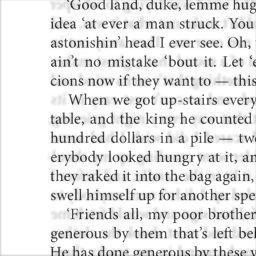 'Good land, duke, lemme hug
idea 'at ever a man struck. You
astonishin' head I ever see. Oh,
ain't no mistake 'bout it. Let 'e
cions now if they want to — this
When we got up-stairs every
table, and the king he counted
hundred dollars in a pile — tw
erybody looked hungry at it, an
they raked it into the bag again,
swell himself up for another spe
'Friends all, my poor brother
generous by them that's left be
He has done generous by these y